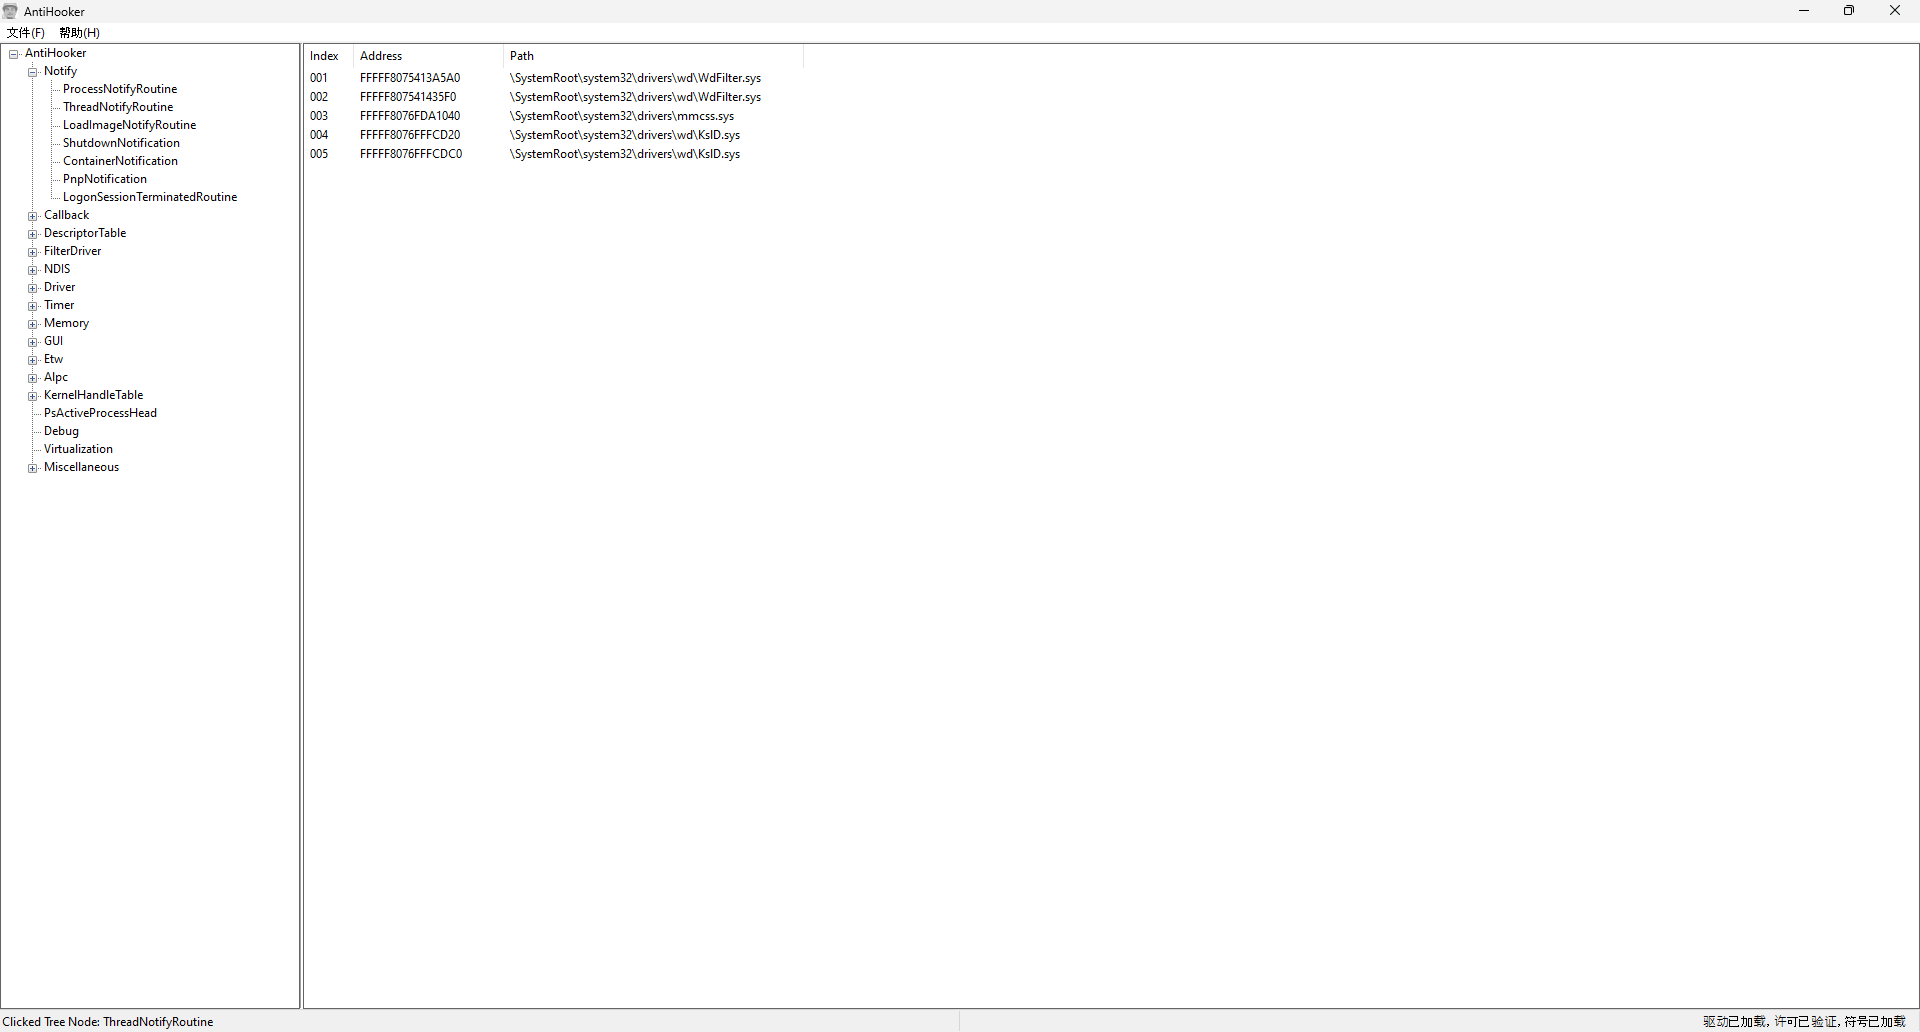 AntiHooker
文件(F) 帮助(H)
AntiHooker
Notify
ProcessNotifyRoutine
ThreadNotifyRoutine
LoadImageNotifyRoutine
ShutdownNotification
ContainerNotification
PnpNotification
LogonSessionTerminatedRoutine
Callback
DescriptorTable
FilterDriver
NDIS
Driver
Timer
Memory
GUI
Etw
Alpc
KernelHandleTable
PsActiveProcessHead
Debug
Virtualization
Miscellaneous
Index Address Path
001 FFFFF8075413A5A0 \SystemRoot\system32\drivers\wd\WdFilter.sys
002 FFFFF807541435F0 \SystemRoot\system32\drivers\wd\WdFilter.sys
003 FFFFF8076FDA1040 \SystemRoot\system32\drivers\mmcss.sys
004 FFFFF8076FFFCD20 \SystemRoot\system32\drivers\wd\KslD.sys
005 FFFFF8076FFFCDC0 \SystemRoot\system32\drivers\wd\KslD.sys
Clicked Tree Node: ThreadNotifyRoutine
驱动已加载, 许可已验证, 符号已加载